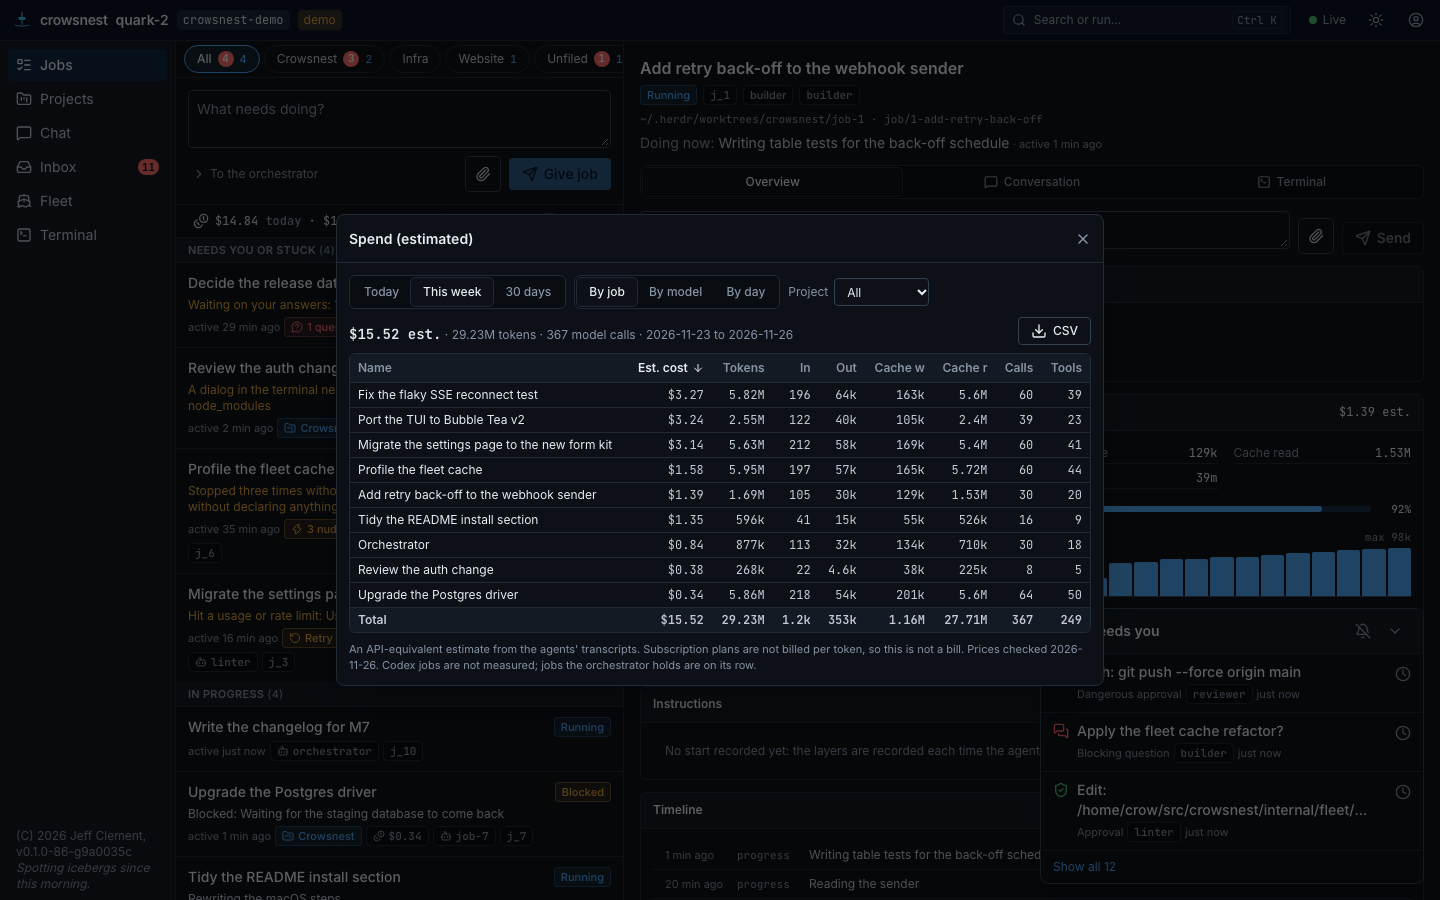 crowsnest quark-2 crowsnest-demo demo
Search or run... Ctrl K
Live
Jobs
Projects
Chat
Inbox 11
Fleet
Terminal
(C) 2026 Jeff Clement,
v0.1.0-86-g9a0035c
Spotting icebergs since
this morning.
All 4 4 Crowsnest 3 2 Infra Website 1 Unfiled 1 1
What needs doing?
To the orchestrator
Give job
$14.84 today ·
NEEDS YOU OR STUCK (4)
Decide the release
Waiting on your answers:
active 29 min ago
Review the auth
A dialog in the terminal
node_modules
active 2 min ago
Profile the fleet cache
Stopped three times
without declaring
active 35 min ago
j_6
Migrate the settings
Hit a usage or rate limit:
active 16 min ago Retry
linter j_3
IN PROGRESS (4)
Write the changelog for M7 Running
active just now orchestrator j_10
Upgrade the Postgres driver Blocked
Blocked: Waiting for the staging database to come back
active 1 min ago Crowsnest $0.34 job-7 j_7
Tidy the README install section Running
Rewriting the macOS steps
Add retry back-off to the webhook sender
Running j_1 builder builder
~/.herdr/worktrees/crowsnest/job-1 · job/1-add-retry-back-off
Doing now: Writing table tests for the back-off schedule · active 1 min ago
Overview Conversation Terminal
Send
$1.39 est.
129k Cache read 1.53M
39m
92%
max 98k
Spend (estimated)
Today This week 30 days By job By model By day Project All
$15.52 est. · 29.23M tokens · 367 model calls · 2026-11-23 to 2026-11-26 CSV
Name Est. cost ↓ Tokens In Out Cache w Cache r Calls Tools
Fix the flaky SSE reconnect test $3.27 5.82M 196 64k 163k 5.6M 60 39
Port the TUI to Bubble Tea v2 $3.24 2.55M 122 40k 105k 2.4M 39 23
Migrate the settings page to the new form kit $3.14 5.63M 212 58k 169k 5.4M 60 41
Profile the fleet cache $1.58 5.95M 197 57k 165k 5.72M 60 44
Add retry back-off to the webhook sender $1.39 1.69M 105 30k 129k 1.53M 30 20
Tidy the README install section $1.35 596k 41 15k 55k 526k 16 9
Orchestrator $0.84 877k 113 32k 134k 710k 30 18
Review the auth change $0.38 268k 22 4.6k 38k 225k 8 5
Upgrade the Postgres driver $0.34 5.86M 218 54k 201k 5.6M 64 50
Total $15.52 29.23M 1.2k 353k 1.16M 27.71M 367 249
An API-equivalent estimate from the agents' transcripts. Subscription plans are not billed per token, so this is not a bill. Prices checked 2026-
11-26. Codex jobs are not measured; jobs the orchestrator holds are on its row.
Instructions
No start recorded yet: the layers are recorded each time the agent
Timeline
1 min ago progress Writing table tests for the back-off
20 min ago progress Reading the sender
you
git push --force origin main
Dangerous approval reviewer just now
Apply the fleet cache refactor?
Blocking question builder just now
Edit:
/home/crow/src/crowsnest/internal/fleet/...
Approval linter just now
Show all 12